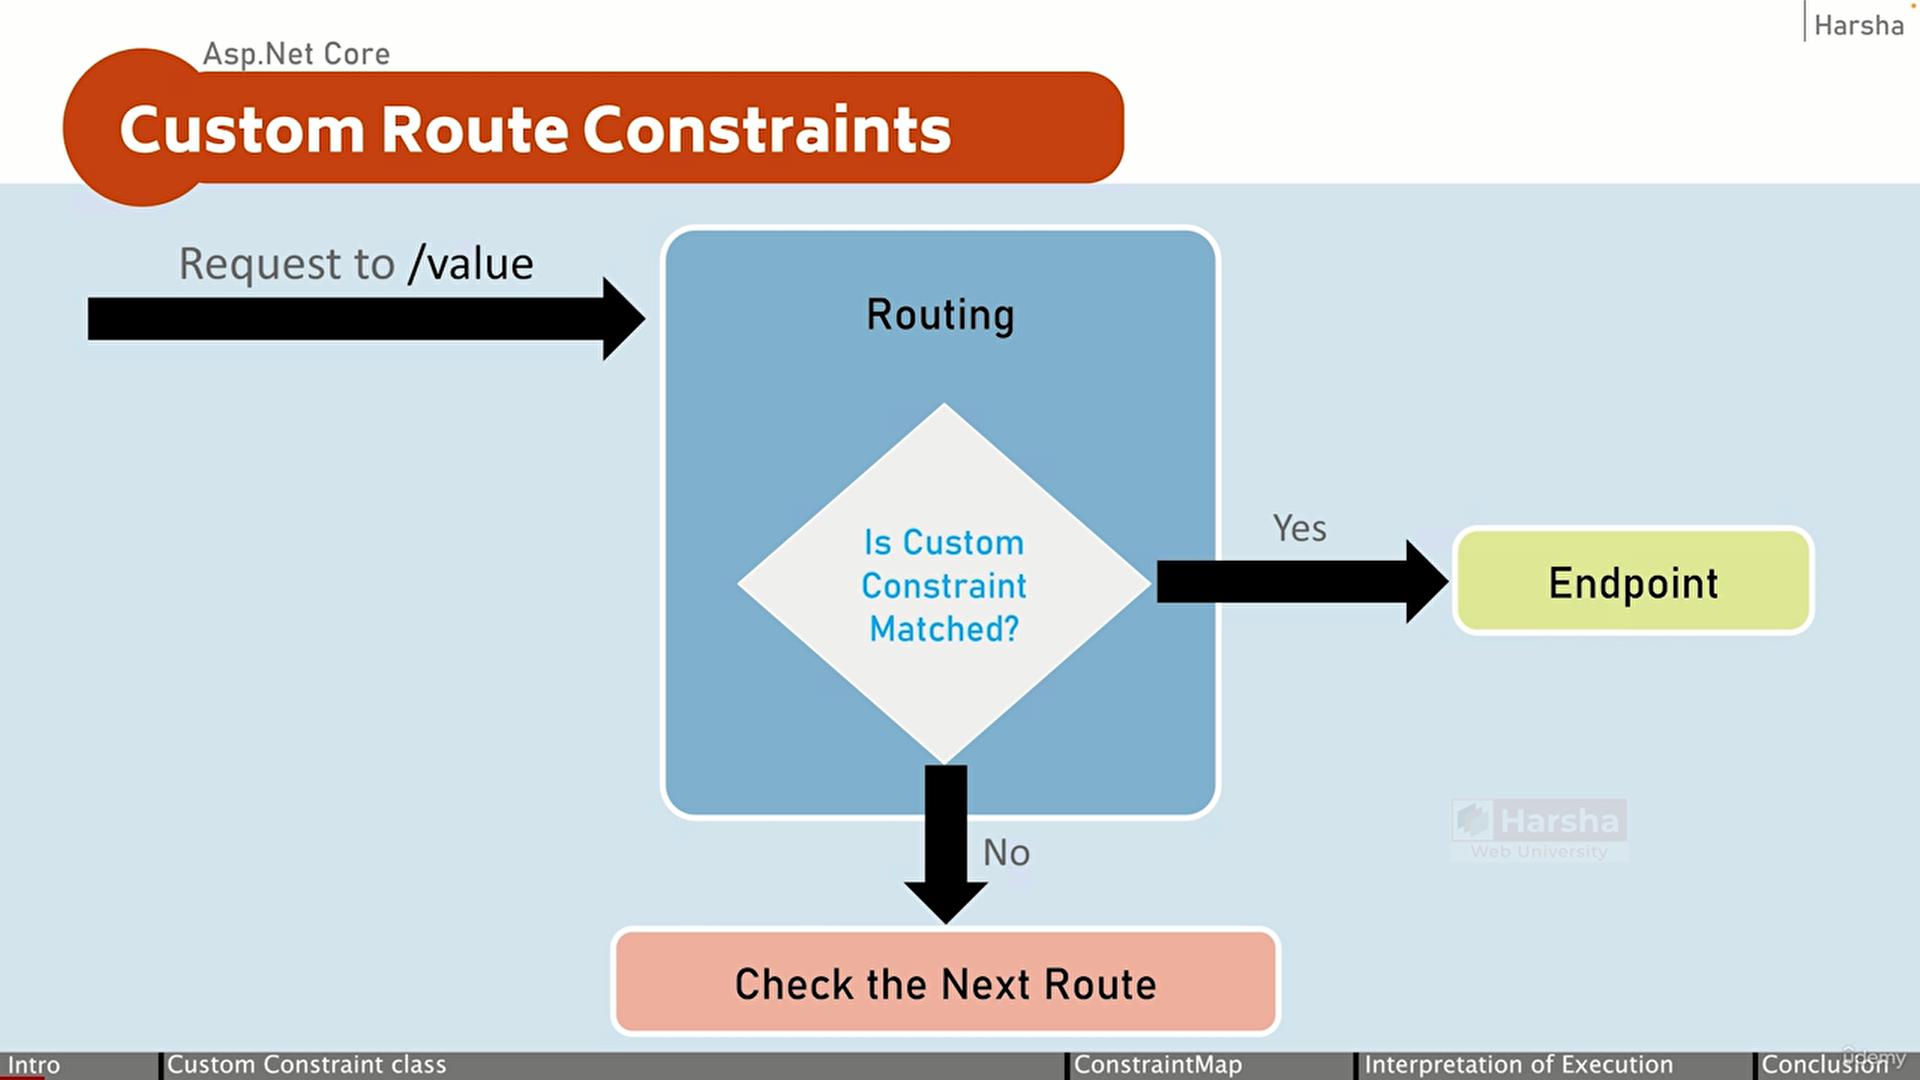 Asp.Net Core
Harsha
Custom Route Constraints
Request to /value
Routing
Is Custom
Constraint
Matched?
Yes
Endpoint
No
Harsha
Web University
Check the Next Route
Intro
Custom Constraint class
ConstraintMap
Interpretation of Execution
Conclusion
ûdemy